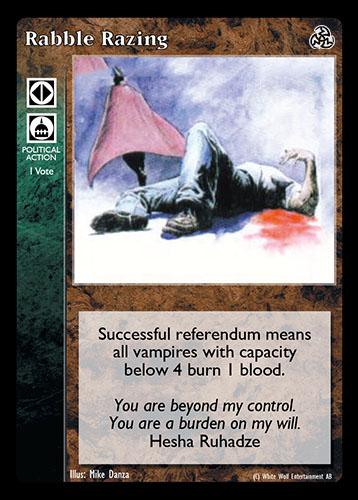 Rabble Razing
POLITICAL
ACTION
1 Vote
Successful referendum means
all vampires with capacity
below 4 burn 1 blood.
You are beyond my control.
You are a burden on my will.
Hesha Ruhadze
Illus: Mike Danza
(C) White Wolf Entertainment AB